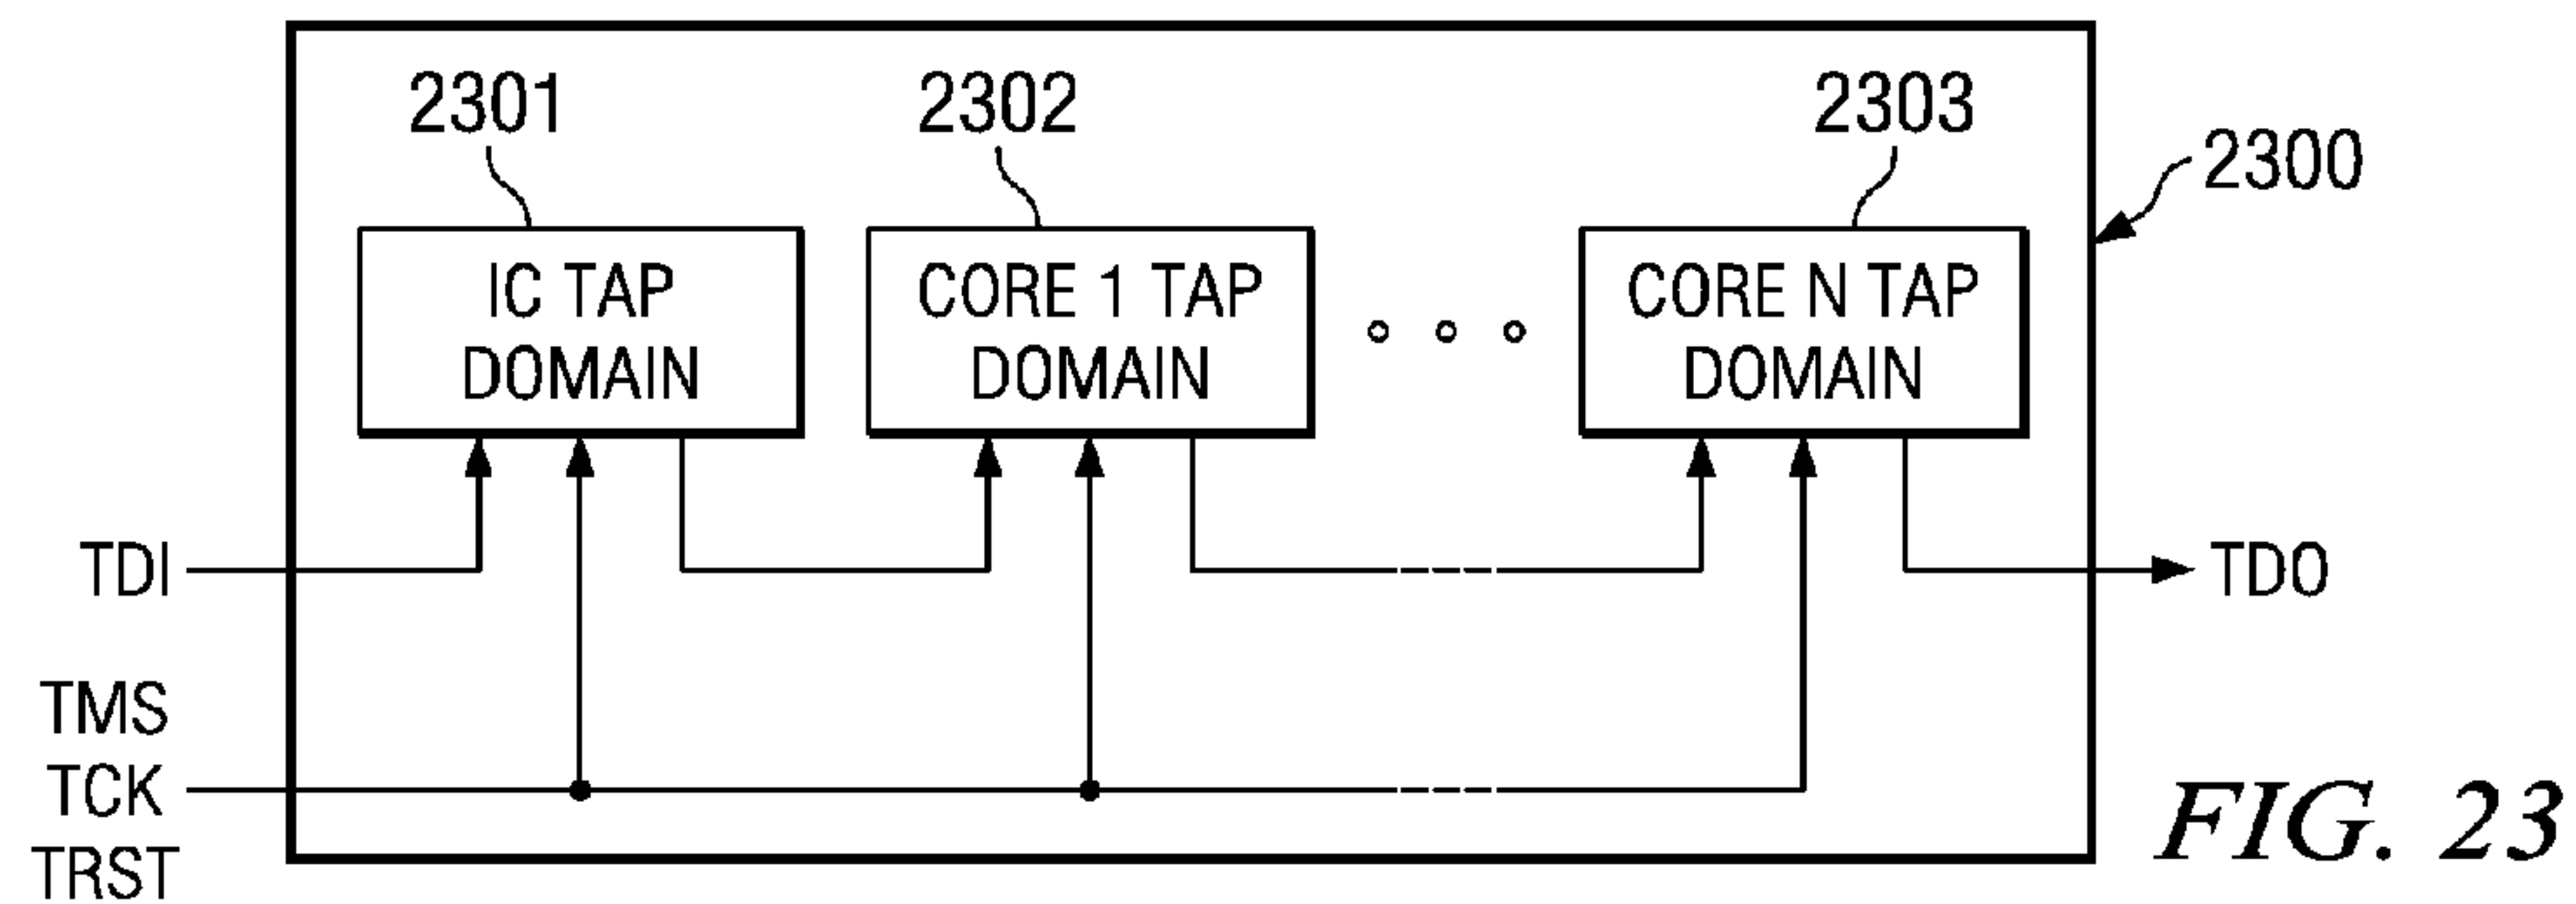 2301
2302
2303
2300
IC TAP
DOMAIN
CORE 1 TAP
DOMAIN
CORE N TAP
DOMAIN
TDI
TDO
TMS
TCK
TRST
FIG. 23